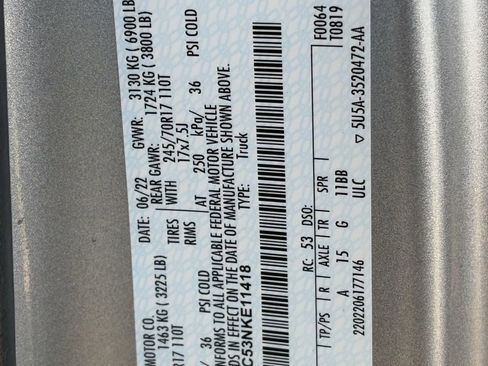 MOTOR CO.
DATE: 06/22 GVWR: 3130 KG ( 6900 LB
1463 KG ( 3225 LB) REAR GAWR: 1724 KG ( 3800 LB)
R17 110T TIRES WITH 245/70R17 110T
RIMS 17x7.5J
/ 36 PSI COLD AT 250 kPa/ 36 PSI COLD
NFORMS TO ALL APPLICABLE FEDERAL MOTOR VEHICLE
DS IN EFFECT ON THE DATE OF MANUFACTURE SHOWN ABOVE.
C53NKE11418 TYPE: Truck
F0064
T0819
RC: 53 DSO:
TP/PS R AXLE TR SPR
A 15 G 11BB
2202206177146 ULC ▽ 5U5A-3520472-AA